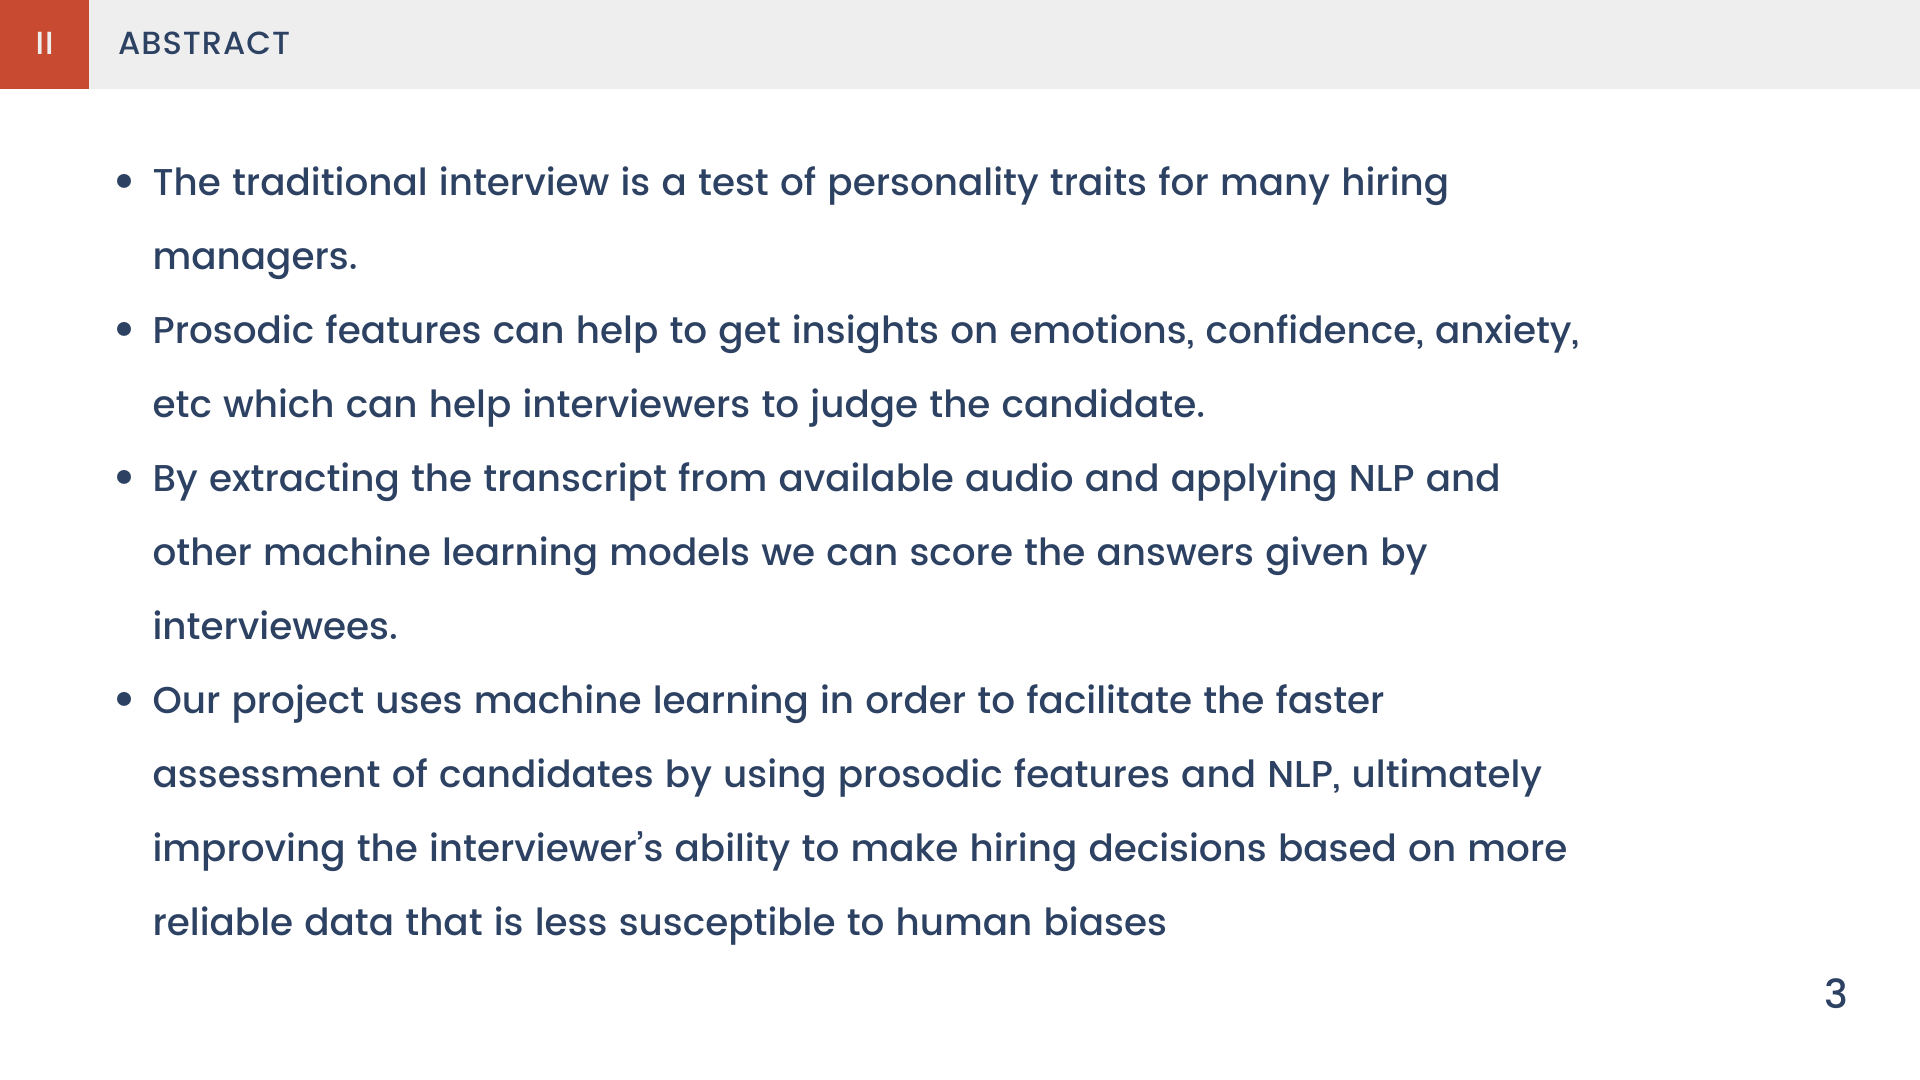 II
ABSTRACT
• The traditional interview is a test of personality traits for many hiring
managers.
• Prosodic features can help to get insights on emotions, confidence, anxiety,
etc which can help interviewers to judge the candidate.
• By extracting the transcript from available audio and applying NLP and
other machine learning models we can score the answers given by
interviewees.
• Our project uses machine learning in order to facilitate the faster
assessment of candidates by using prosodic features and NLP, ultimately
improving the interviewer’s ability to make hiring decisions based on more
reliable data that is less susceptible to human biases
3